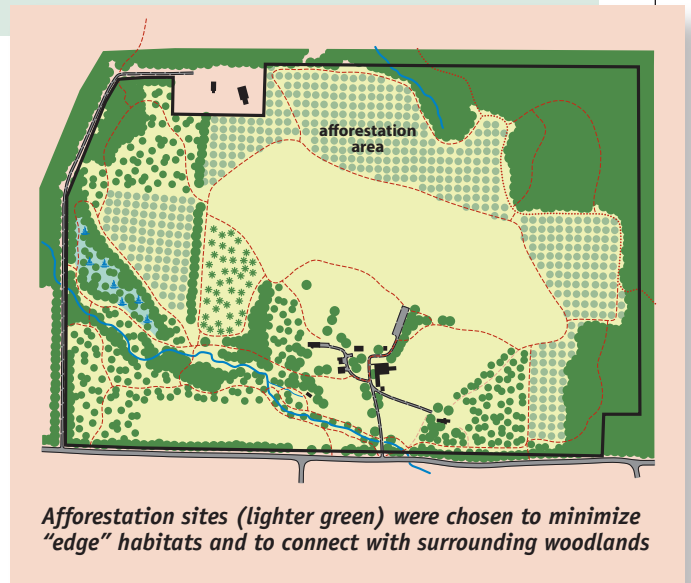 afforestation
area
Afforestation sites (lighter green) were chosen to minimize
“edge” habitats and to connect with surrounding woodlands